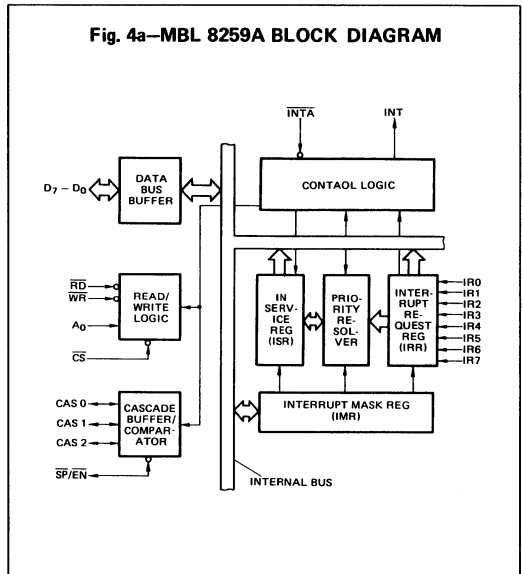 Fig. 4a—MBL 8259A BLOCK DIAGRAM
INTA
INT
DATA
BUS
BUFFER
D7 – D0
CONTAOL LOGIC
RD
WR
A0
CS
READ/
WRITE
LOGIC
IN
SERV-
ICE
REG
(ISR)
PRI-
ORITY
RE-
SOL-
VER
INTER-
RUPT
RE-
QUEST
REG
(IRR)
IR0
IR1
IR2
IR3
IR4
IR5
IR6
IR7
CAS 0
CAS 1
CAS 2
SP/EN
CASCADE
BUFFER/
COMPAR-
ATOR
INTERRUPT MASK REG
(IMR)
INTERNAL BUS